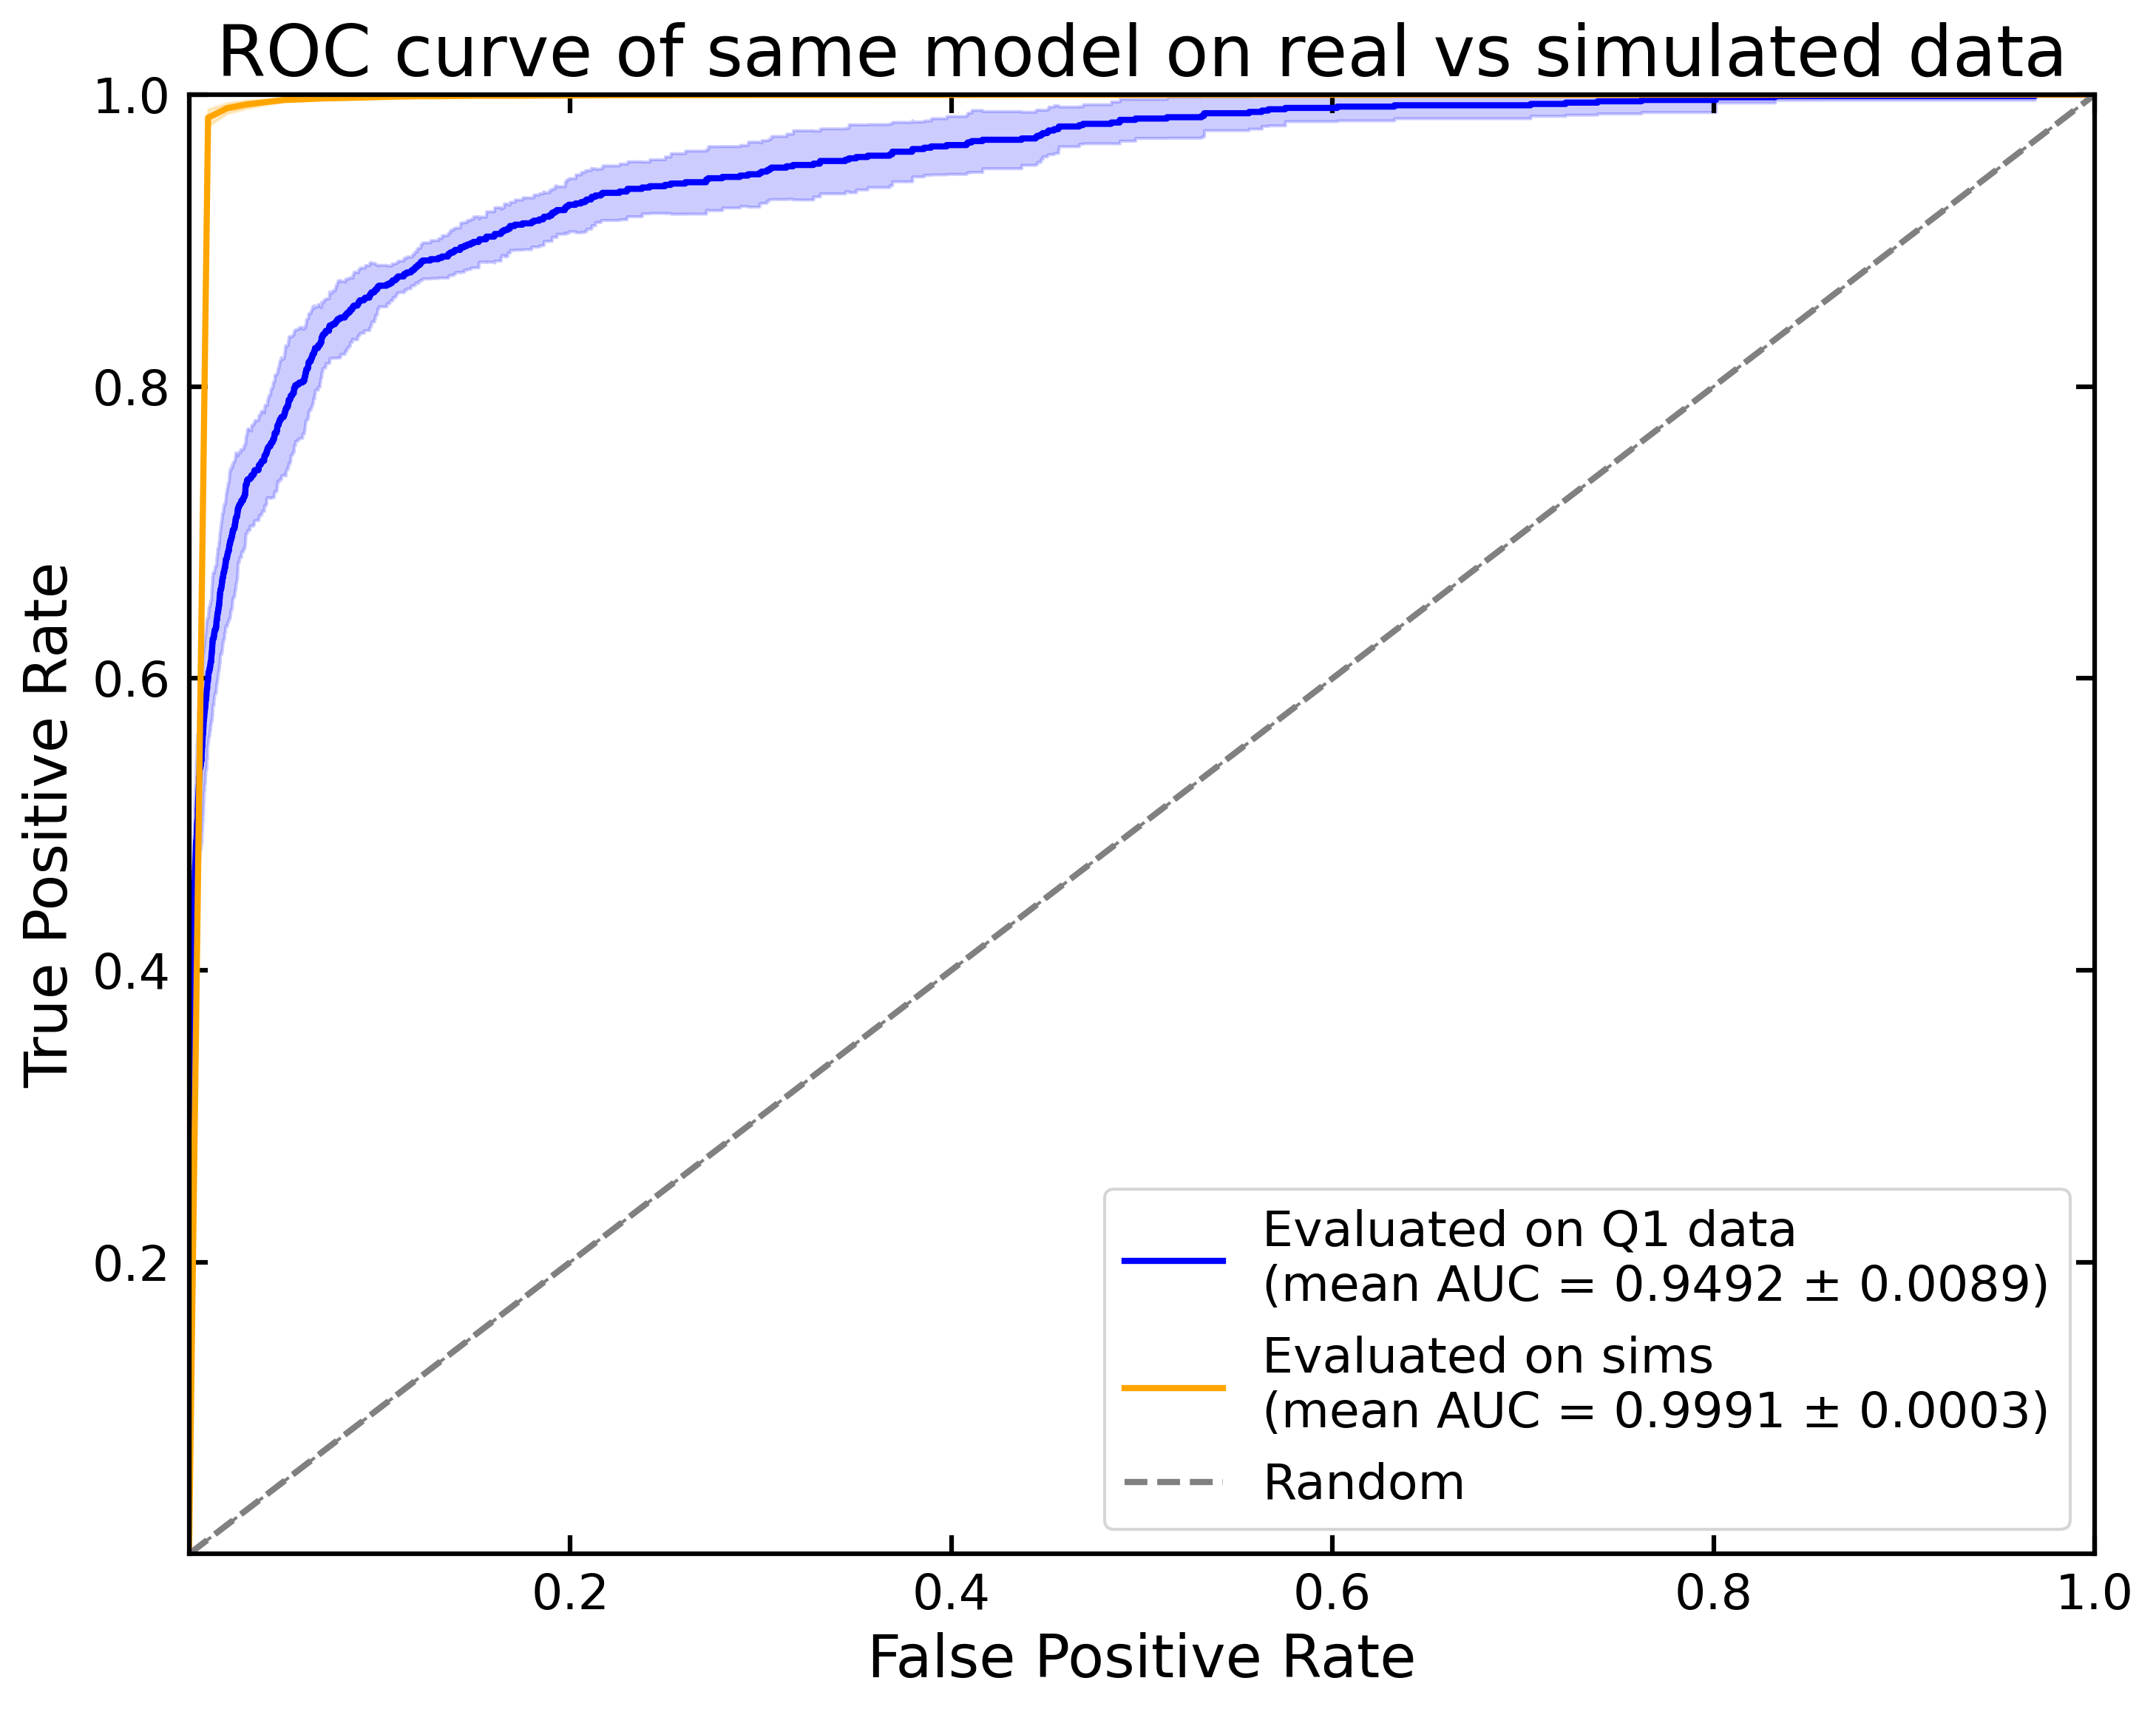 ROC curve of same model on real vs simulated data
1.0
0.8
0.6
0.4
0.2
True Positive Rate
Evaluated on Q1 data
(mean AUC = 0.9492 ± 0.0089)
Evaluated on sims
(mean AUC = 0.9991 ± 0.0003)
Random
0.2 0.4 0.6 0.8 1.0
False Positive Rate